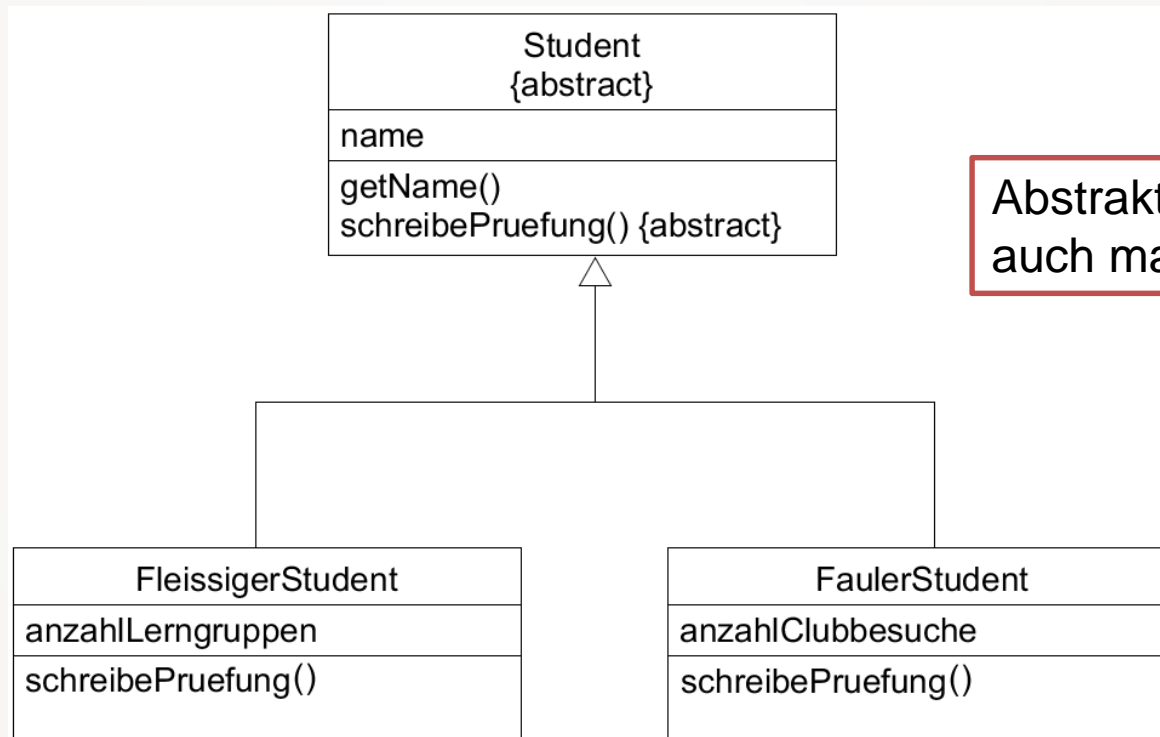 Student
{abstract}
name
getName()
schreibePruefung() {abstract}
Abstrakt
auch ma
FleissigerStudent
anzahlLerngruppen
schreibePruefung()
FaulerStudent
anzahlClubbesuche
schreibePruefung()